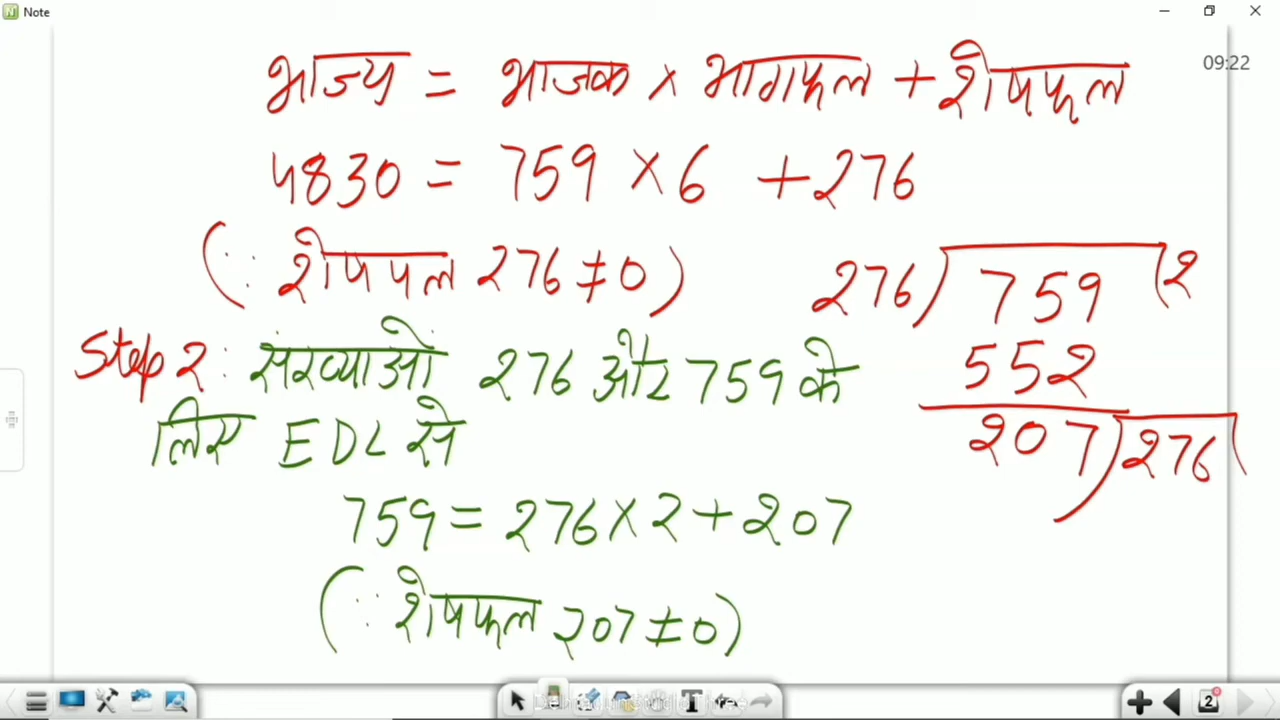 Note
09:22
भाज्य = भाजक × भागफल + शेषफल
4830 = 759 × 6 + 276
(∵ शेषफल 276 ≠ 0)
276) 759 (2
552
207) 276 (
Step 2: संख्याओं 276 और 759 के
लिए EDL से
759 = 276 × 2 + 207
(∵ शेषफल 207 ≠ 0)
2